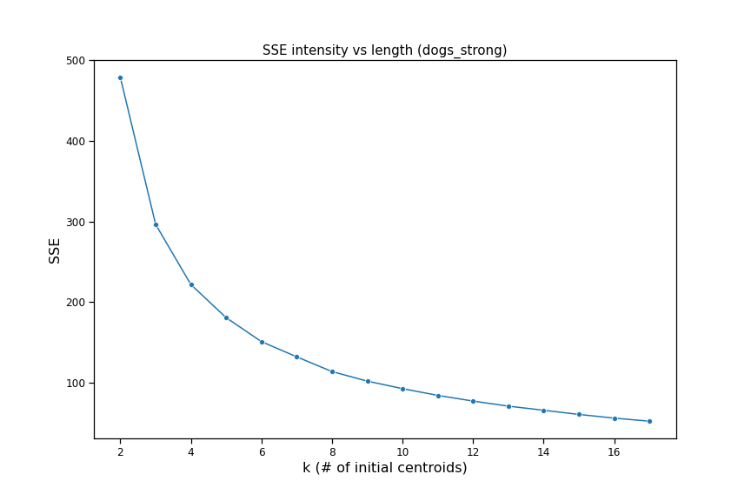 SSE intensity vs length (dogs_strong)
500
400
300
200
100
SSE
2 4 6 8 10 12 14 16
k (# of initial centroids)